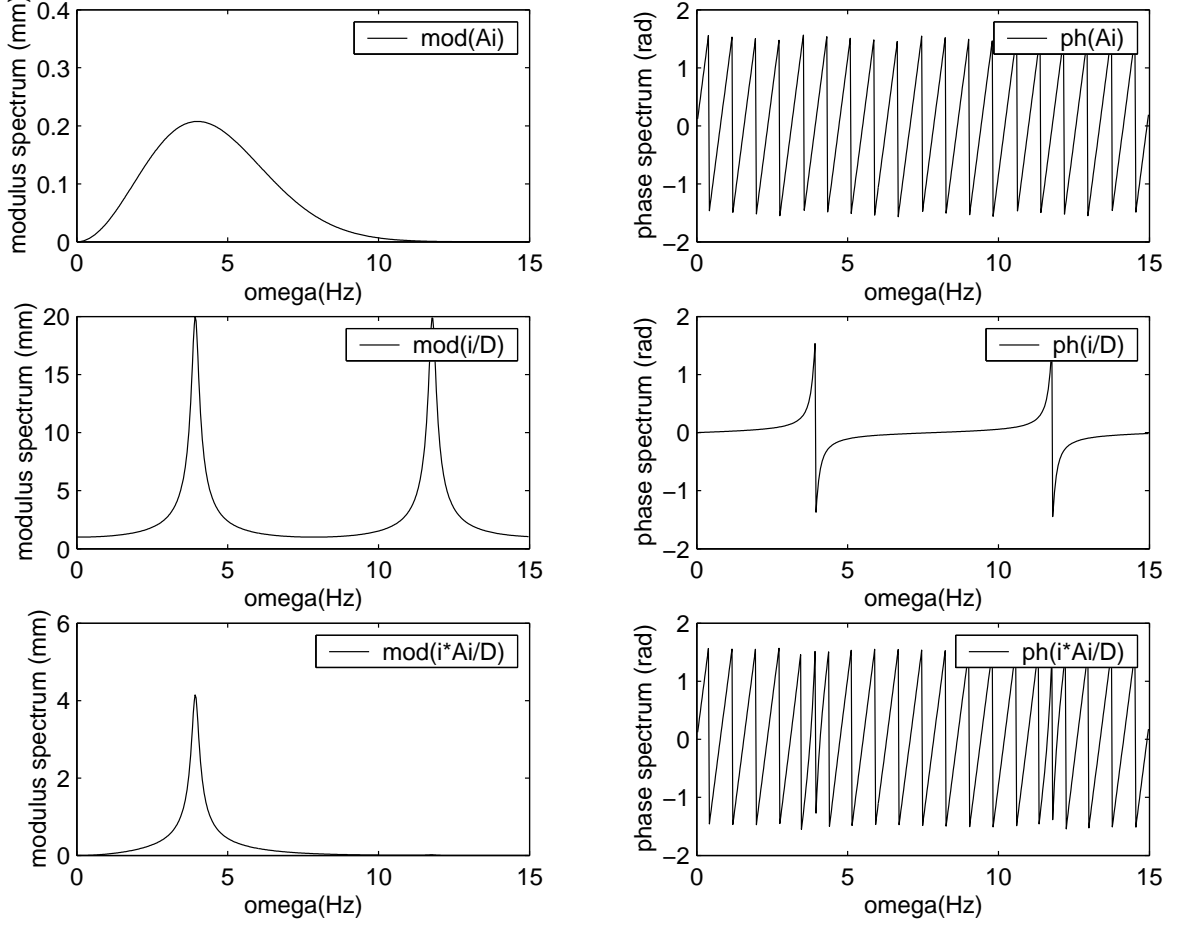 modulus spectrum (mm)
0.4
0.3
0.2
0.1
0
mod(Ai)
0 5 10 15
omega(Hz)
phase spectrum (rad)
2
1
0
−1
−2
ph(Ai)
0 5 10 15
omega(Hz)
modulus spectrum (mm)
20
15
10
5
0
mod(i/D)
0 5 10 15
omega(Hz)
phase spectrum (rad)
2
1
0
−1
−2
ph(i/D)
0 5 10 15
omega(Hz)
modulus spectrum (mm)
6
4
2
0
mod(i*Ai/D)
0 5 10 15
omega(Hz)
phase spectrum (rad)
2
1
0
−1
−2
ph(i*Ai/D)
0 5 10 15
omega(Hz)